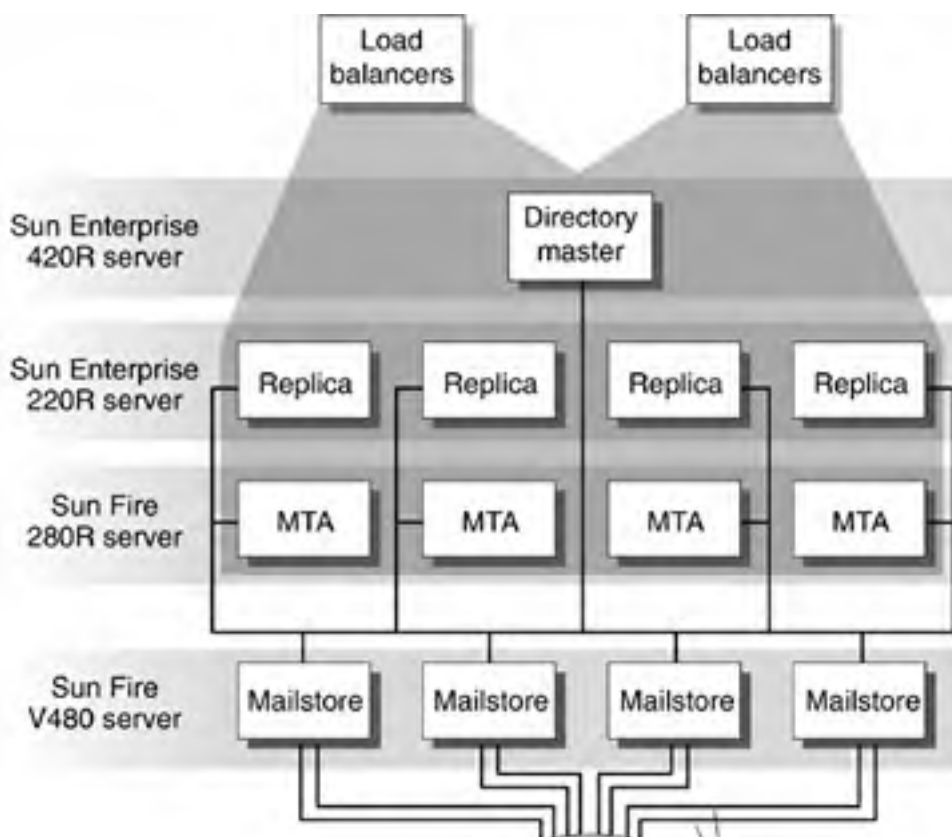 Load
balancers
Load
balancers
Sun Enterprise
420R server
Directory
master
Sun Enterprise
220R server
Replica
Replica
Replica
Replica
Sun Fire
280R server
MTA
MTA
MTA
MTA
Sun Fire
V480 server
Mailstore
Mailstore
Mailstore
Mailstore